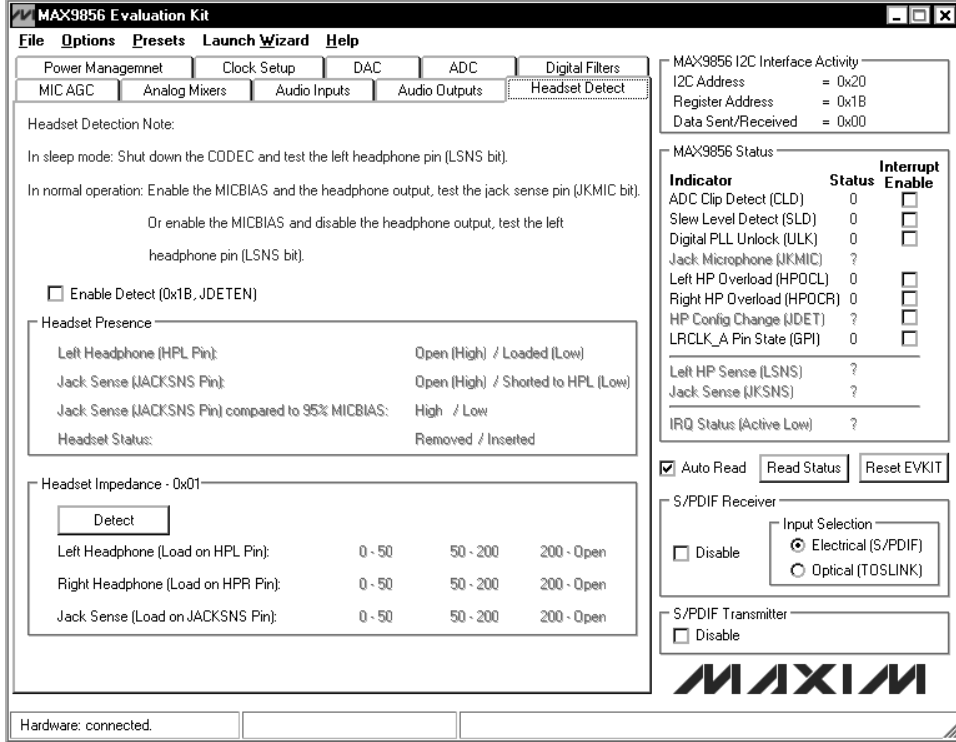 MAX9856 Evaluation Kit
File Options Presets Launch Wizard Help
Power Managemnet Clock Setup DAC ADC Digital Filters
MIC AGC Analog Mixers Audio Inputs Audio Outputs Headset Detect
Headset Detection Note:
In sleep mode: Shut down the CODEC and test the left headphone pin (LSNS bit).
In normal operation: Enable the MICBIAS and the headphone output, test the jack sense pin (JKMIC bit).
Or enable the MICBIAS and disable the headphone output, test the left
headphone pin (LSNS bit).
Enable Detect (0x1B, JDETEN)
Headset Presence
Left Headphone (HPL Pin): Open (High) / Loaded (Low)
Jack Sense (JACKSNS Pin): Open (High) / Shorted to HPL (Low)
Jack Sense (JACKSNS Pin) compared to 95% MICBIAS: High / Low
Headset Status: Removed / Inserted
Headset Impedance - 0x01
Detect
Left Headphone (Load on HPL Pin): 0 - 50 50 - 200 200 - Open
Right Headphone (Load on HPR Pin): 0 - 50 50 - 200 200 - Open
Jack Sense (Load on JACKSNS Pin): 0 - 50 50 - 200 200 - Open
MAX9856 I2C Interface Activity
I2C Address = 0x20
Register Address = 0x1B
Data Sent/Received = 0x00
MAX9856 Status
Indicator Status Interrupt Enable
ADC Clip Detect (CLD) 0
Slew Level Detect (SLD) 0
Digital PLL Unlock (ULK) 0
Jack Microphone (JKMIC) ?
Left HP Overload (HPOCL) 0
Right HP Overload (HPOCR) 0
HP Config Change (JDET) ?
LRCLK_A Pin State (GPI) 0
Left HP Sense (LSNS) ?
Jack Sense (JKSNS) ?
IRQ Status (Active Low) ?
Auto Read Read Status Reset EVKIT
S/PDIF Receiver
Disable
Input Selection
Electrical (S/PDIF)
Optical (TOSLINK)
S/PDIF Transmitter
Disable
MAXIM
Hardware: connected.